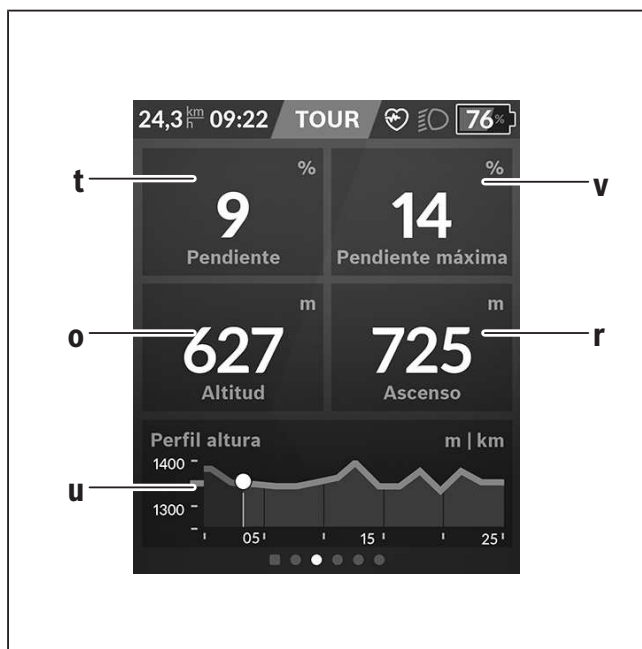 24,3 km/h 09:22 TOUR 76%
t % % v
9 14
Pendiente Pendiente máxima
m m
o 627 725 r
Altitud Ascenso
Perfil altura m | km
1400
u
1300
05 15 25